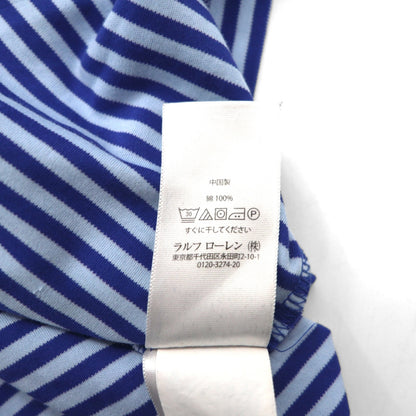 中国製
綿 100%
30 P
すぐに干してください
ラルフ ローレン (株)
東京都千代田区永田町2-10-1
0120-3274-20